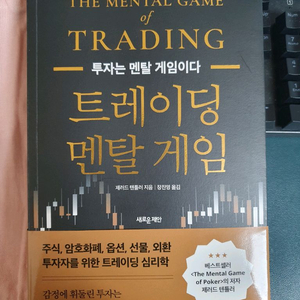 THE MENTAL GAME
of
TRADING
투자는 멘탈 게임이다
트레이딩
멘탈 게임
재러드 텐들러 지음 | 장진영 옮김
새로운제안
주식, 암호화폐, 옵션, 선물, 외환
투자자를 위한 트레이딩 심리학
감정에 휘둘린 투자는
★★★
베스트셀러
<The Mental Game
of Poker>의 저자
재러드 텐들러